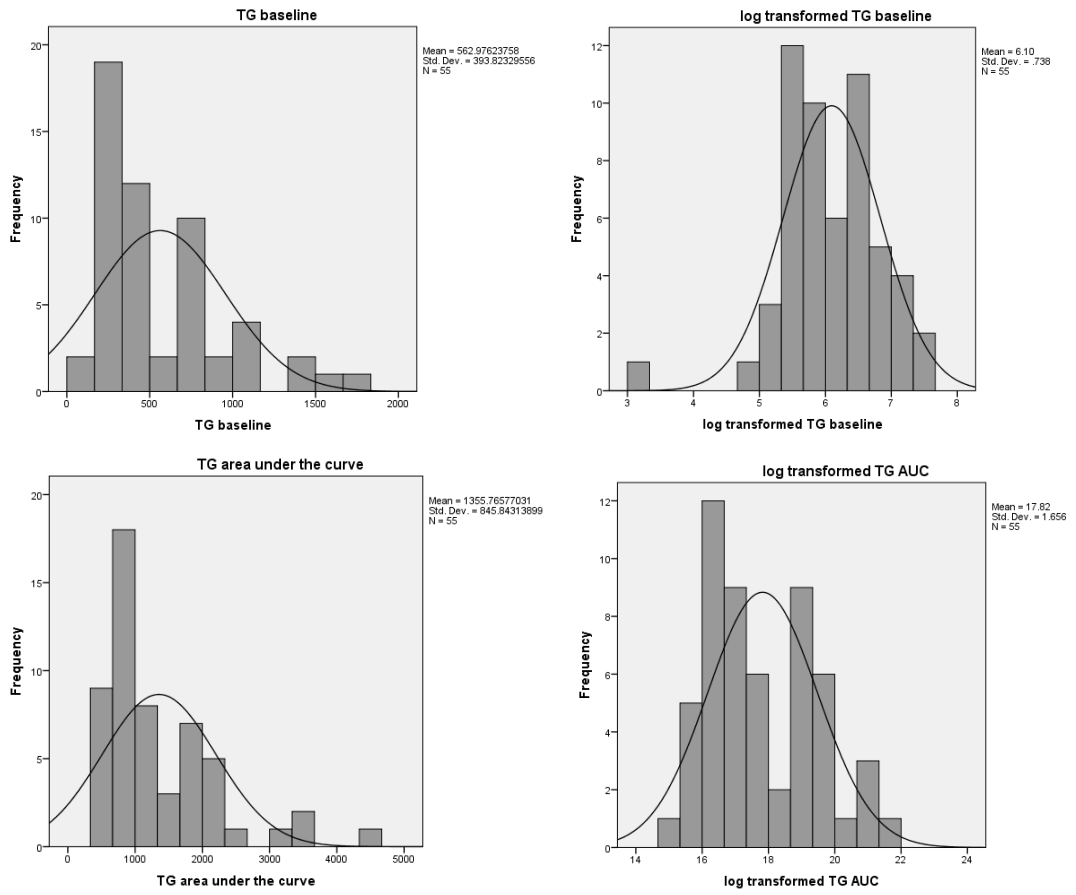 TG baseline
Mean = 562.97623758
Std. Dev. = 393.82329556
N = 55
Frequency
20
15
10
5
0
0 500 1000 1500 2000
TG baseline
log transformed TG baseline
Mean = 6.10
Std. Dev. = .738
N = 55
Frequency
12
10
8
6
4
2
0
3 4 5 6 7 8
log transformed TG baseline
TG area under the curve
Mean = 1355.76577031
Std. Dev. = 845.84313899
N = 55
Frequency
20
15
10
5
0
0 1000 2000 3000 4000 5000
TG area under the curve
log transformed TG AUC
Mean = 17.82
Std. Dev. = 1.656
N = 55
Frequency
12
10
8
6
4
2
0
14 16 18 20 22 24
log transformed TG AUC